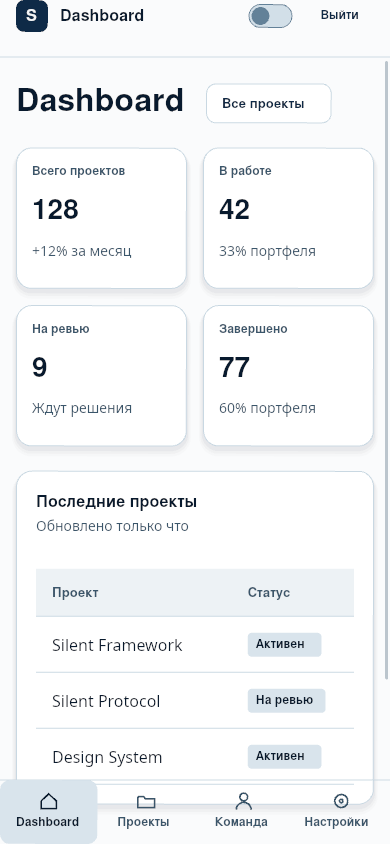 S Dashboard Выйти
Dashboard Все проекты
Всего проектов
128
+12% за месяц
В работе
42
33% портфеля
На ревью
9
Ждут решения
Завершено
77
60% портфеля
Последние проекты
Обновлено только что
Проект Статус
Silent Framework Активен
Silent Protocol На ревью
Design System Активен
Dashboard Проекты Команда Настройки